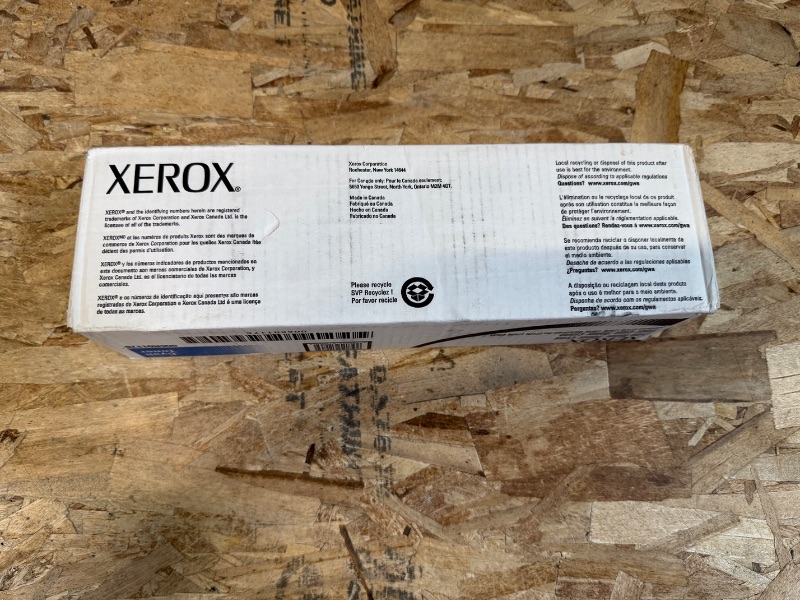 XEROX®
XEROX® and the identifying numbers herein are registered
trademarks of Xerox Corporation and Xerox Canada Ltd. is the
licensee of all of the trademarks.
XEROXMD et les numéros de produits Xerox sont des marques de
commerce de Xerox Corporation pour lesquelles Xerox Canada ltée
détient des permis d'utilisation.
XEROX® y los números indicadores de productos mencionados en
este documento son marcas comerciales de Xerox Corporation, y
Xerox Canada Ltd. es el licenciatario de todas las marcas
comerciales.
XEROX® e os números de identificação aqui presentes são marcas
registradas de Xerox Corporation e Xerox Canada Ltd é uma licença
de todas as marcas.
Xerox Corporation
Rochester, New York 14644
For Canada only: Pour le Canada seulement:
5650 Yonge Street, North York, Ontario M2M 4G7.
Made in Canada
Fabriqué au Canada
Hecho en Canada
Fabricado no Canada
Please recycle
SVP Recyclez !
Por favor recicle
Local recycling or disposal of this product after
use is best for the environment.
Dispose of according to applicable regulations
Questions? www.xerox.com/gwa
L'élimination ou le recyclage local de ce produit
après son utilisation constitue la meilleure façon
de protéger l'environnement.
Éliminez en suivant la réglementation applicable.
Des questions? Rendez-vous à www.xerox.com/gwa
Se recomienda reciclar o disponer localmente de
este producto después de su uso, para conservar
el medio ambiente.
Desache de acuerdo a las regulaciones aplicables
¿Preguntas? www.xerox.com/gwa
A disposição ou reciclagem local deste produto
após o uso é melhor para o meio ambiente.
Disponha de acordo com os regulamentos aplicáveis.
Perguntas? www.xerox.com/gwa